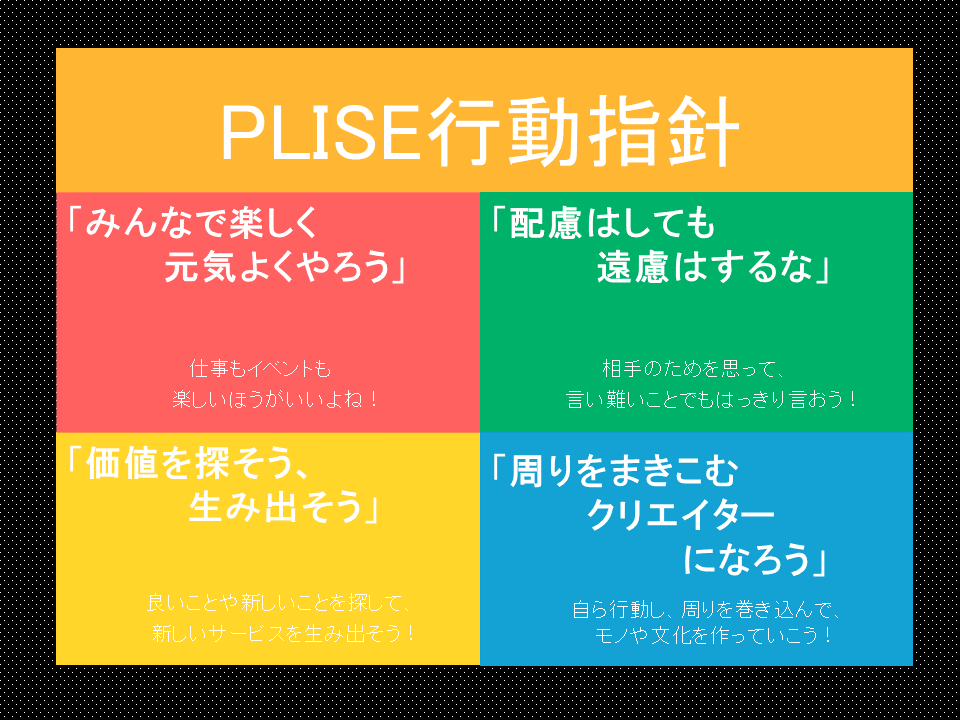 PLISE行動指針
「みんなで楽しく
元気よくやろう」
仕事もイベントも
楽しいほうがいいよね！
「配慮はしても
遠慮はするな」
相手のためを思って、
言い難いことでもはっきり言おう！
「価値を探そう、
生み出そう」
良いことや新しいことを探して、
新しいサービスを生み出そう！
「周りをまきこむ
クリエイター
になろう」
自ら行動し、周りを巻き込んで、
モノや文化を作っていこう！